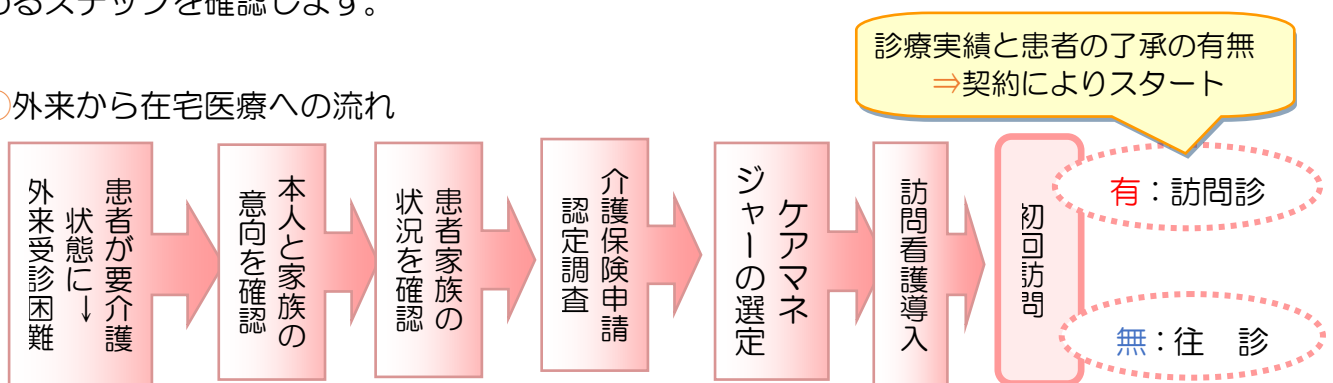 めるステップを確認します。
診療実績と患者の了承の有無
⇒契約によりスタート
○外来から在宅医療への流れ
患者が要介護
状態に→
外来受診困難
本人と家族の
意向を確認
患者家族の
状況を確認
介護保険申請
認定調査
ケアマネ
ジャーの選定
訪問看護導入
初回訪問
有：訪問診
無：往　診